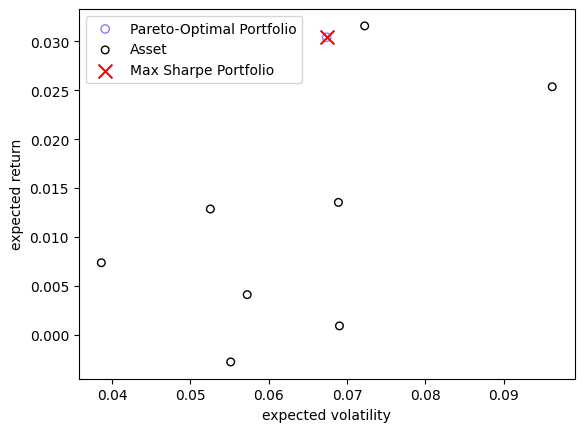 Pareto-Optimal Portfolio
Asset
Max Sharpe Portfolio
expected return
0.030
0.025
0.020
0.015
0.010
0.005
0.000
0.04 0.05 0.06 0.07 0.08 0.09
expected volatility